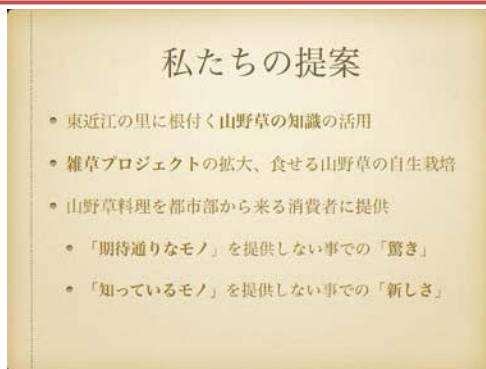 私たちの提案
• 東近江の里に根付く山野草の知識の活用
• 雑草プロジェクトの拡大、食せる山野草の自生栽培
• 山野草料理を都市部から来る消費者に提供
• 「期待通りなモノ」を提供しない事での「驚き」
• 「知っているモノ」を提供しない事での「新しさ」